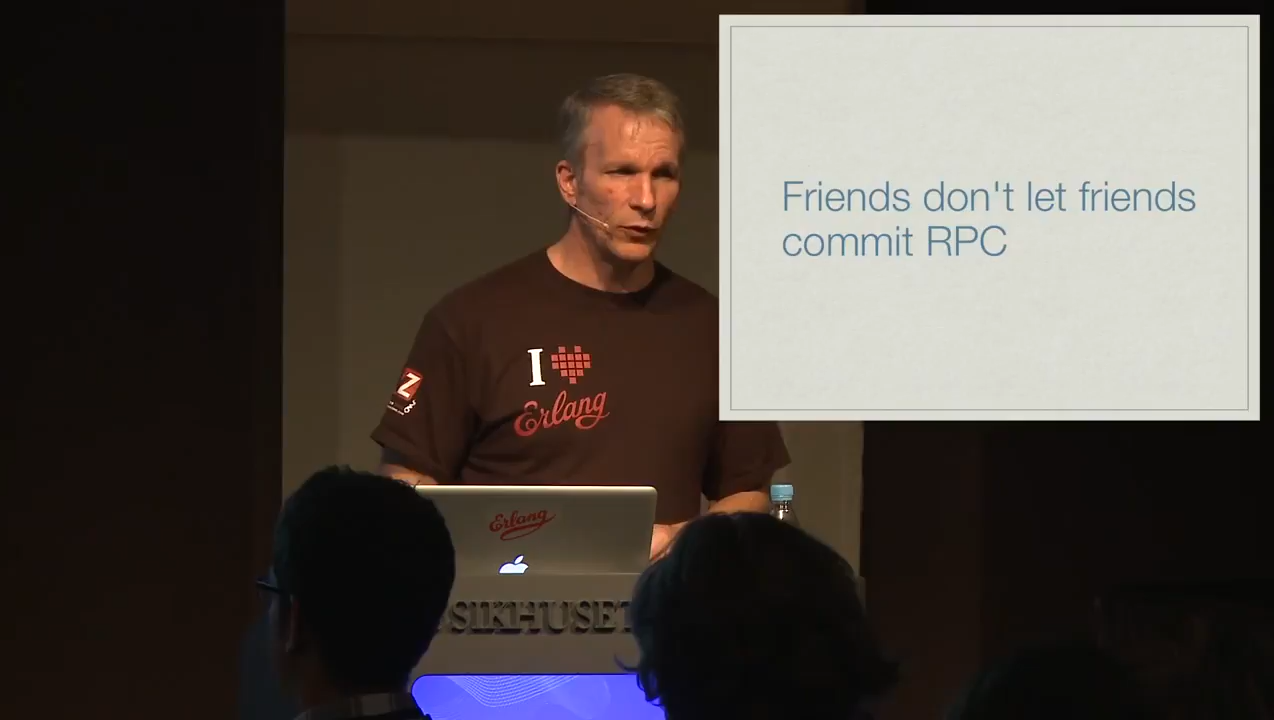 Friends don't let friends
commit RPC
I
Erlang
Z
Erlang
SIKHUSET